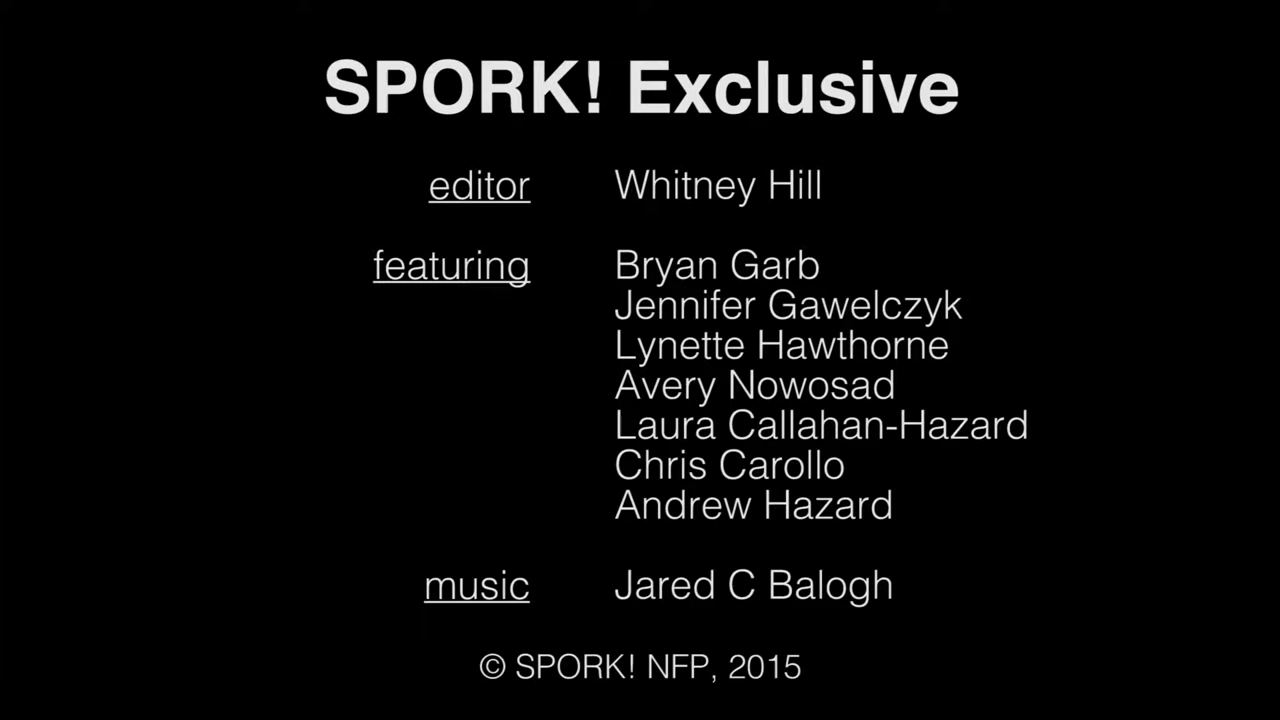 SPORK! Exclusive
editor Whitney Hill
featuring Bryan Garb
Jennifer Gawelczyk
Lynette Hawthorne
Avery Nowosad
Laura Callahan-Hazard
Chris Carollo
Andrew Hazard
music Jared C Balogh
© SPORK! NFP, 2015